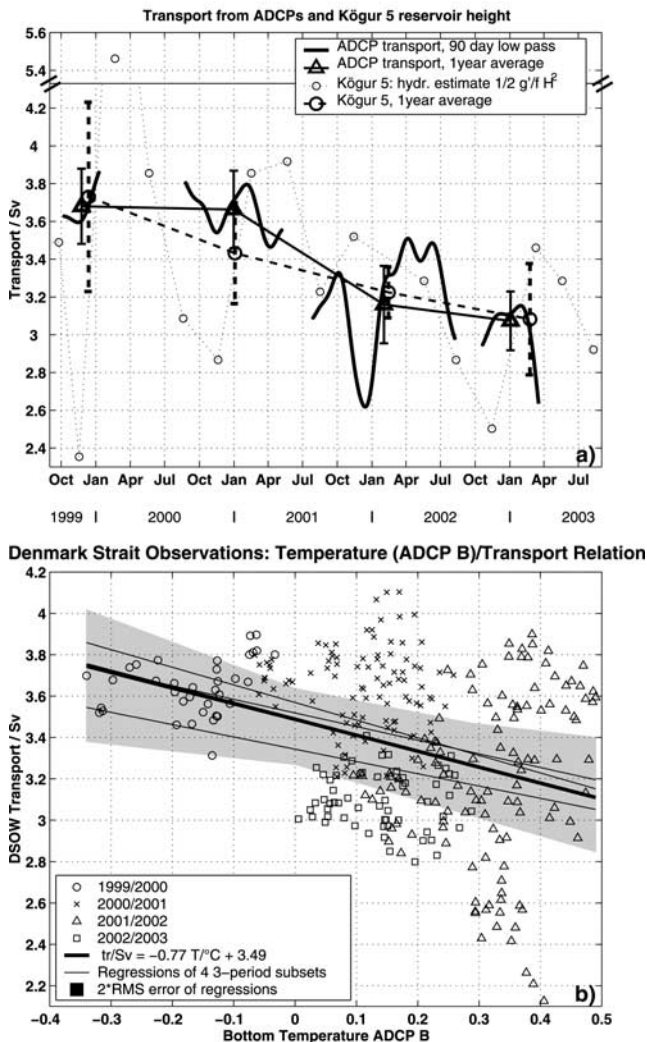 Transport from ADCPs and Kögur 5 reservoir height
5.6
5.4
4.2
4
3.8
3.6
3.4
3.2
3
2.8
2.6
2.4
Transport / Sv
ADCP transport, 90 day low pass
ADCP transport, 1year average
Kögur 5: hydr. estimate 1/2 g'/f H²
Kögur 5, 1year average
a)
Oct Jan Apr Jul Oct Jan Apr Jul Oct Jan Apr Jul Oct Jan Apr Jul
1999 I 2000 I 2001 I 2002 I 2003
Denmark Strait Observations: Temperature (ADCP B)/Transport Relation
4.2
4
3.8
3.6
3.4
3.2
3
2.8
2.6
2.4
2.2
DSOW Transport / Sv
1999/2000
2000/2001
2001/2002
2002/2003
tr/Sv = −0.77 T/°C + 3.49
Regressions of 4 3-period subsets
2*RMS error of regressions
b)
−0.4 −0.3 −0.2 −0.1 0 0.1 0.2 0.3 0.4 0.5
Bottom Temperature ADCP B